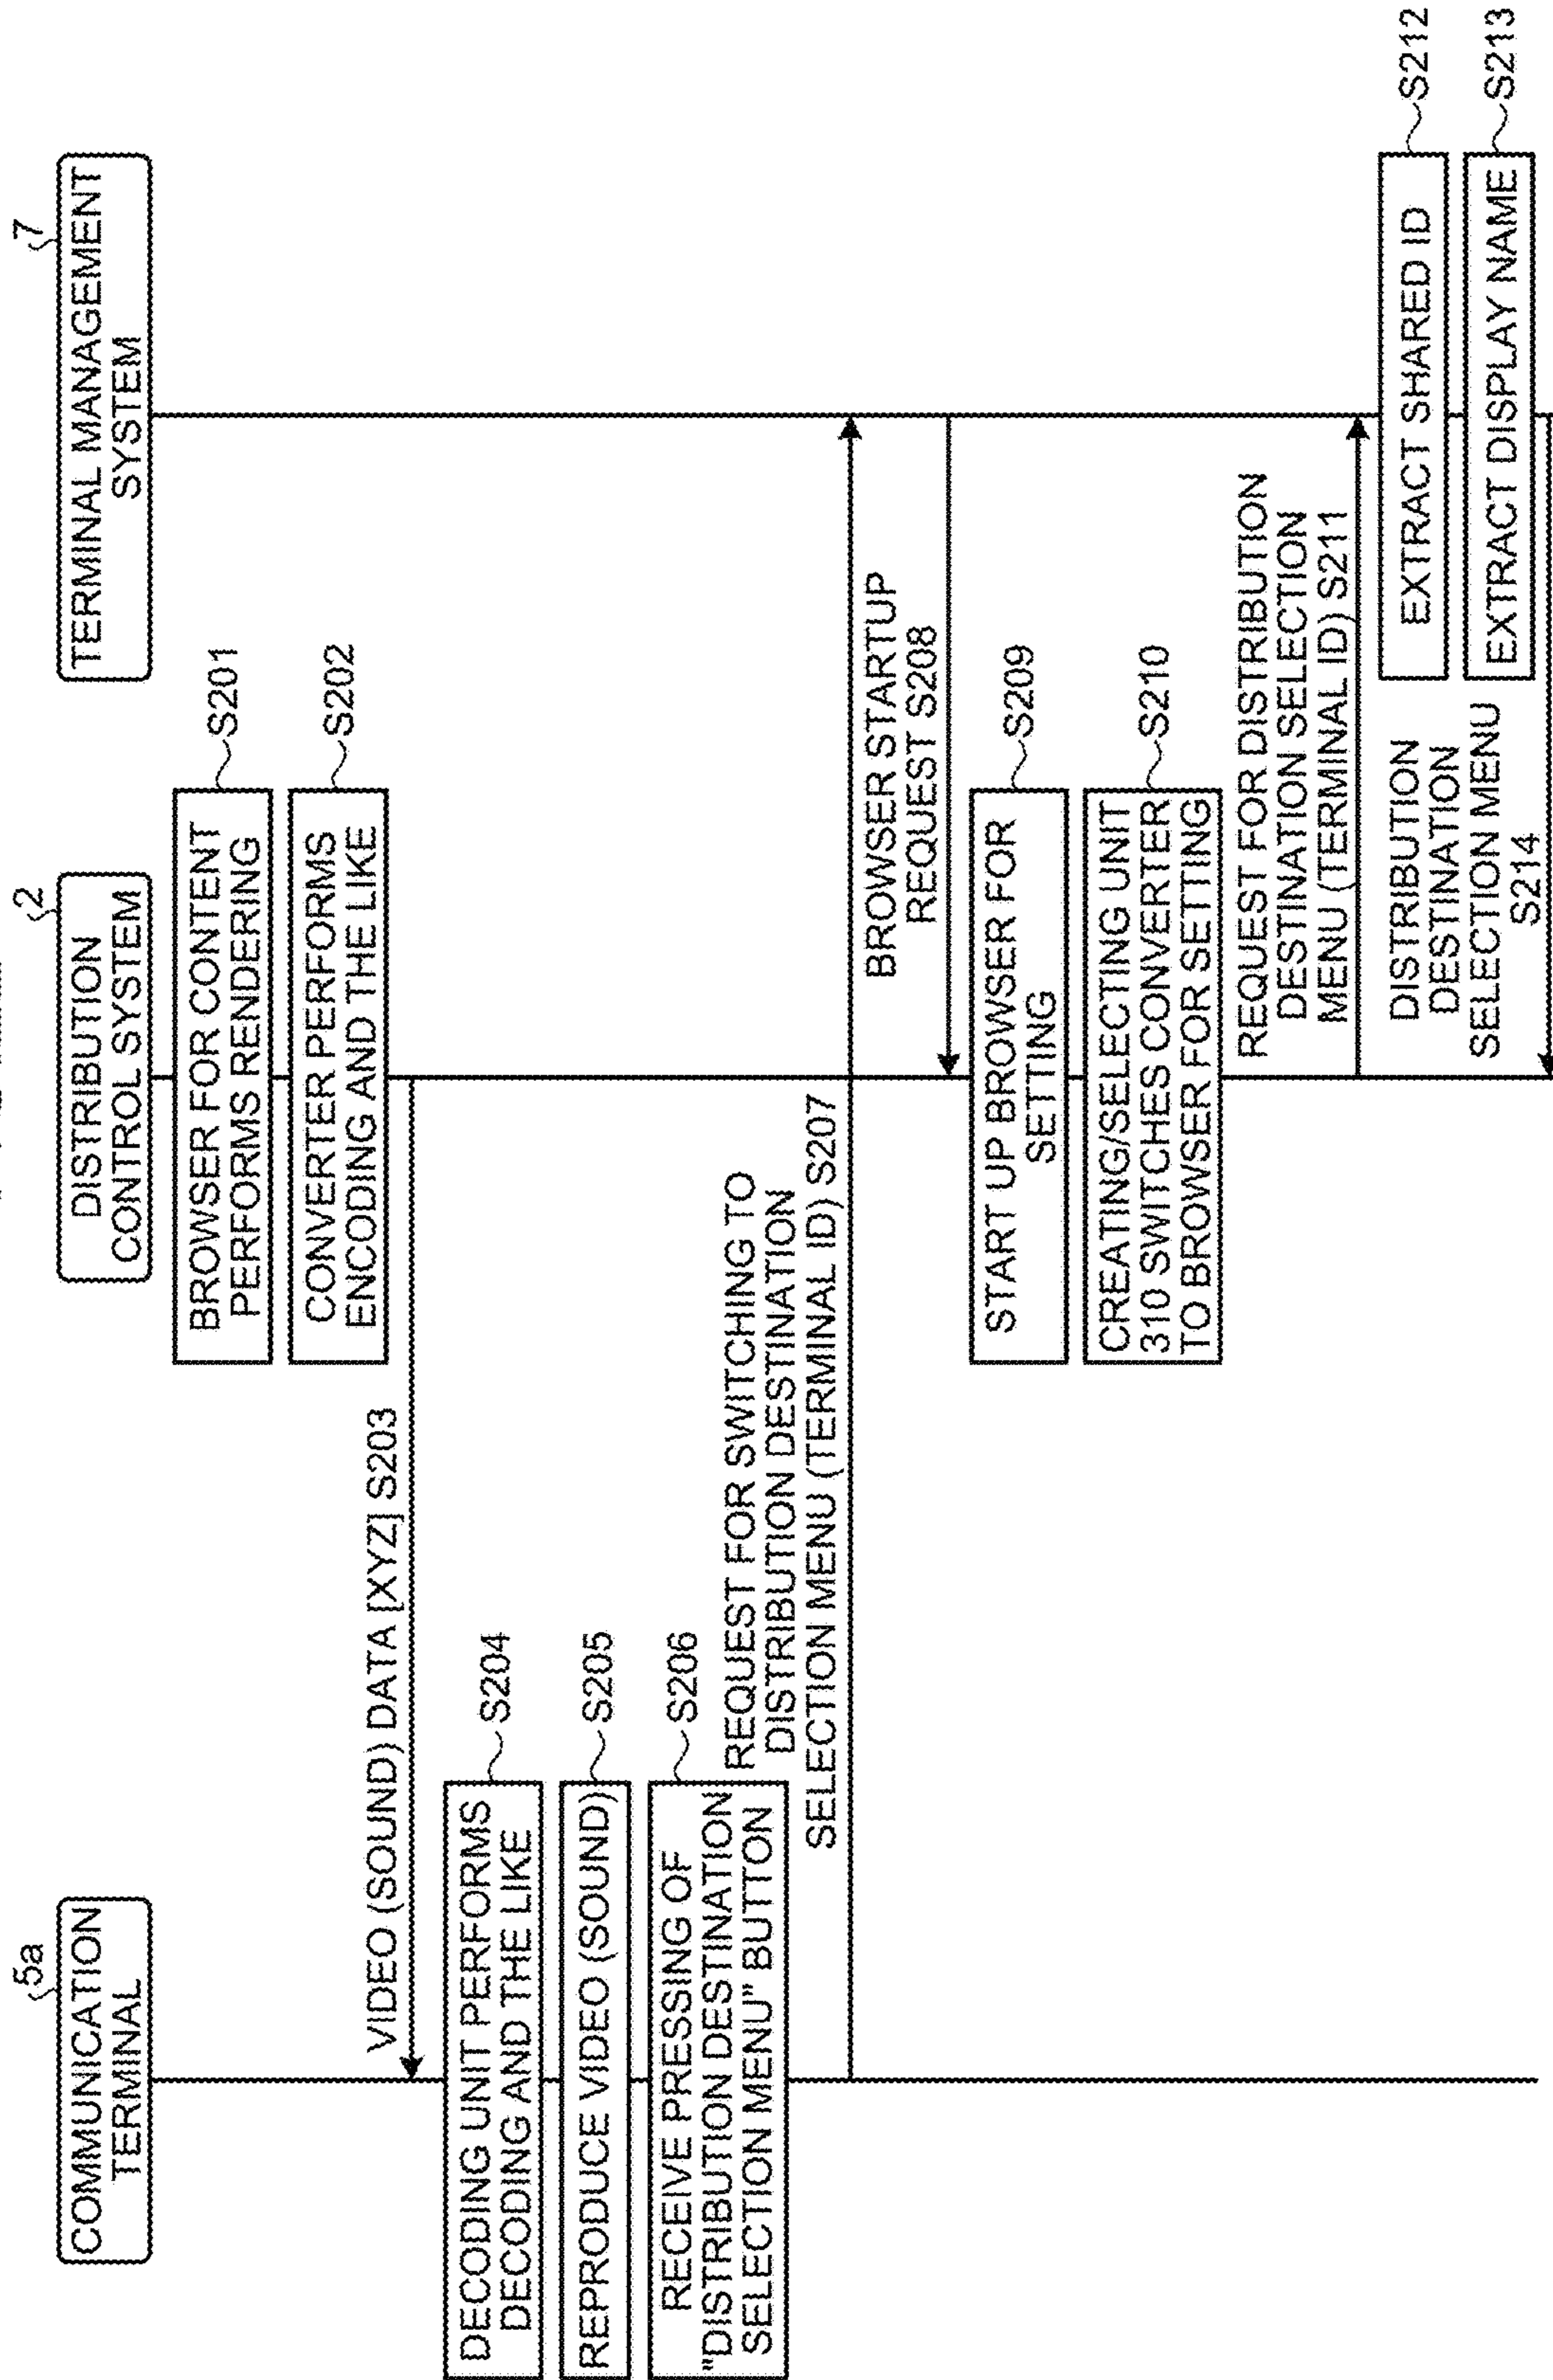 5a
COMMUNICATION
TERMINAL
2
DISTRIBUTION
CONTROL SYSTEM
7
TERMINAL MANAGEMENT
SYSTEM
BROWSER FOR CONTENT
PERFORMS RENDERING
S201
CONVERTER PERFORMS
ENCODING AND THE LIKE
S202
VIDEO (SOUND) DATA [XYZ] S203
DECODING UNIT PERFORMS
DECODING AND THE LIKE
S204
REPRODUCE VIDEO (SOUND)
S205
RECEIVE PRESSING OF
"DISTRIBUTION DESTINATION
SELECTION MENU" BUTTON
S206
REQUEST FOR SWITCHING TO
DISTRIBUTION DESTINATION
SELECTION MENU (TERMINAL ID) S207
BROWSER STARTUP
REQUEST S208
START UP BROWSER FOR
SETTING
S209
CREATING/SELECTING UNIT
310 SWITCHES CONVERTER
TO BROWSER FOR SETTING
S210
REQUEST FOR DISTRIBUTION
DESTINATION SELECTION
MENU (TERMINAL ID) S211
EXTRACT SHARED ID
S212
EXTRACT DISPLAY NAME
S213
DISTRIBUTION
DESTINATION
SELECTION MENU
S214